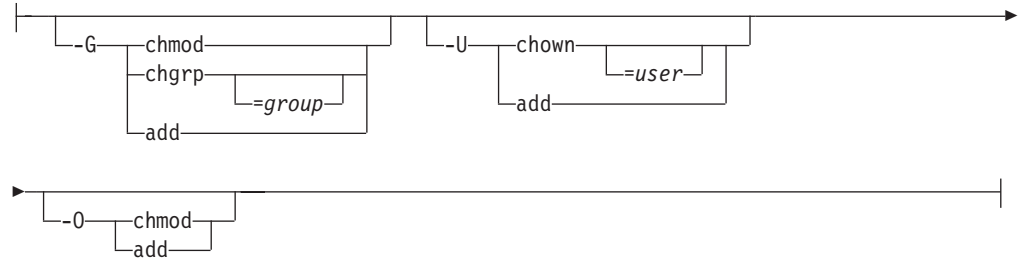 -G chmod -U chown
chgrp =user
=group add
add
-O chmod
add